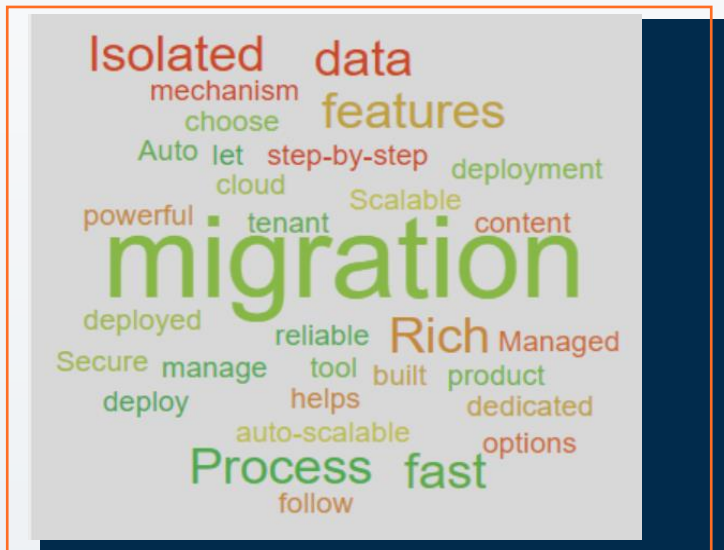 Isolated data
mechanism
choose features
Auto let step-by-step deployment
cloud Scalable
powerful tenant content
migration
deployed
reliable Rich Managed
Secure manage tool built product
deploy helps dedicated
auto-scalable options
Process fast
follow